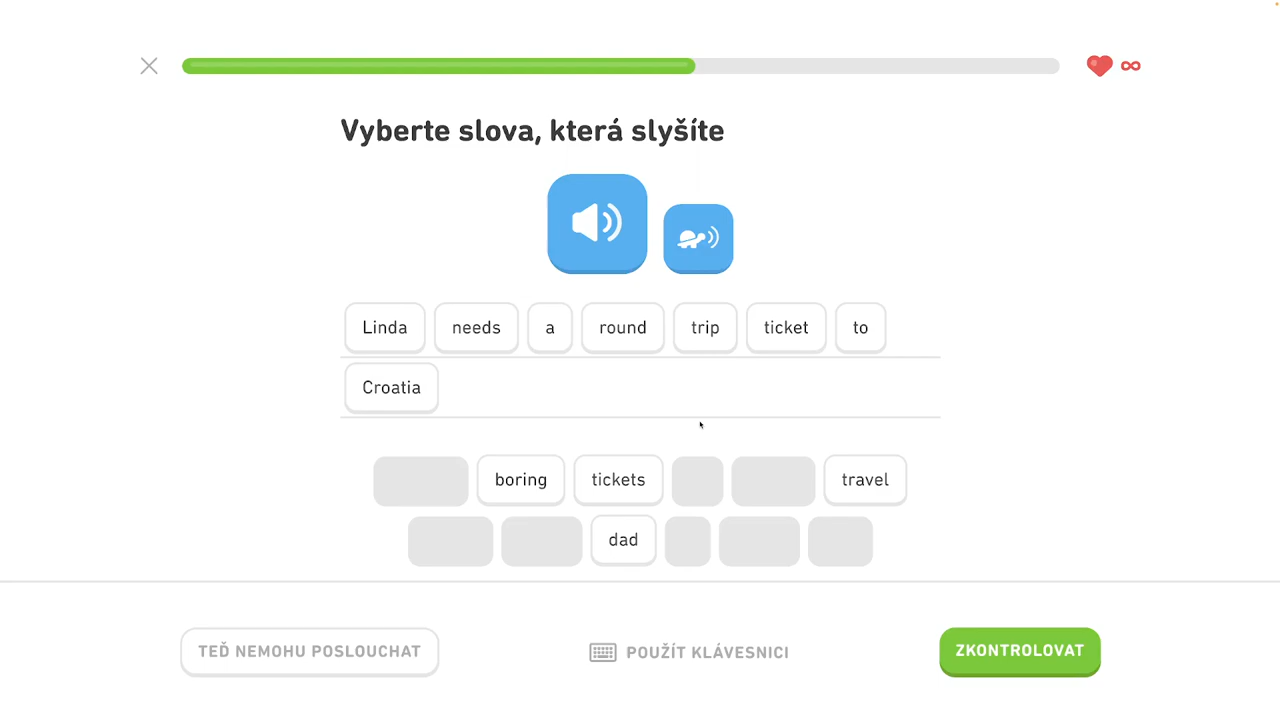 Vyberte slova, která slyšíte
Linda needs a round trip ticket to
Croatia
boring tickets travel
dad
TEĎ NEMOHU POSLOUCHAT POUŽÍT KLÁVESNICI ZKONTROLOVAT